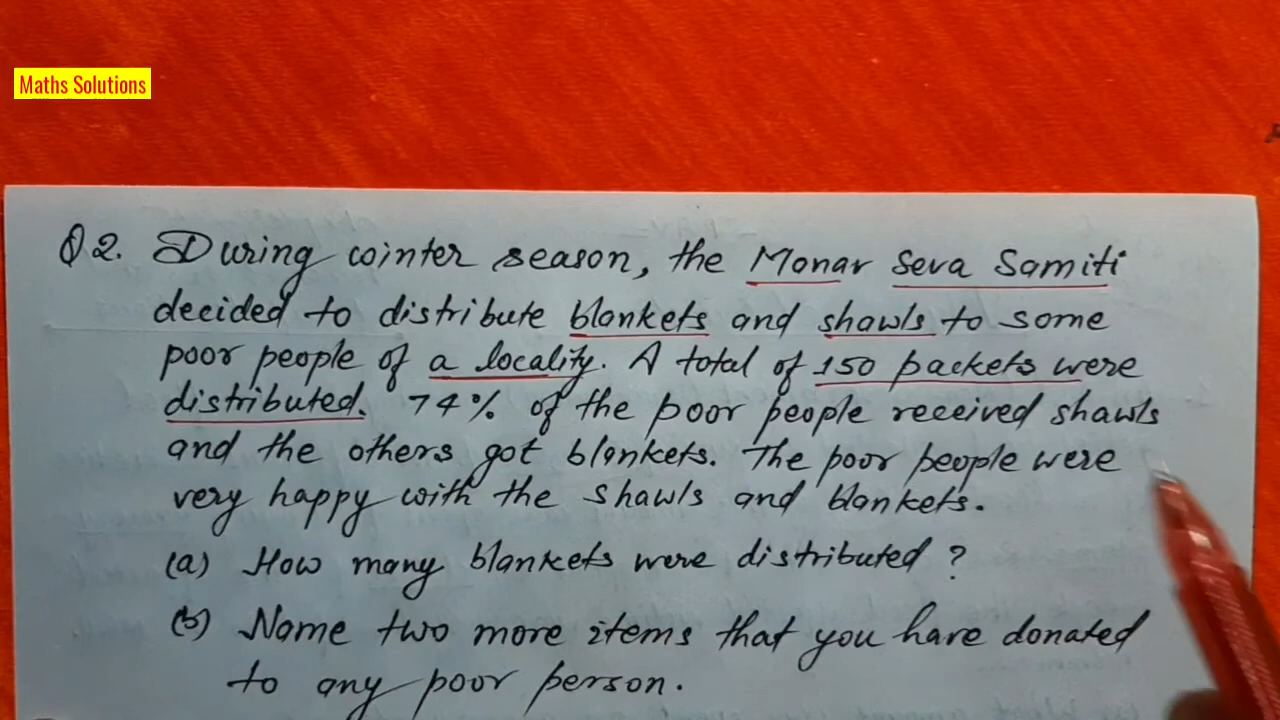 Maths Solutions
Q2. During winter season, the Monar Seva Samiti
decided to distribute blankets and shawls to some
poor people of a locality. A total of 150 packets were
distributed. 74% of the poor people received shawls
and the others got blankets. The poor people were
very happy with the shawls and blankets.
(a) How many blankets were distributed ?
(b) Name two more items that you have donated
to any poor person.